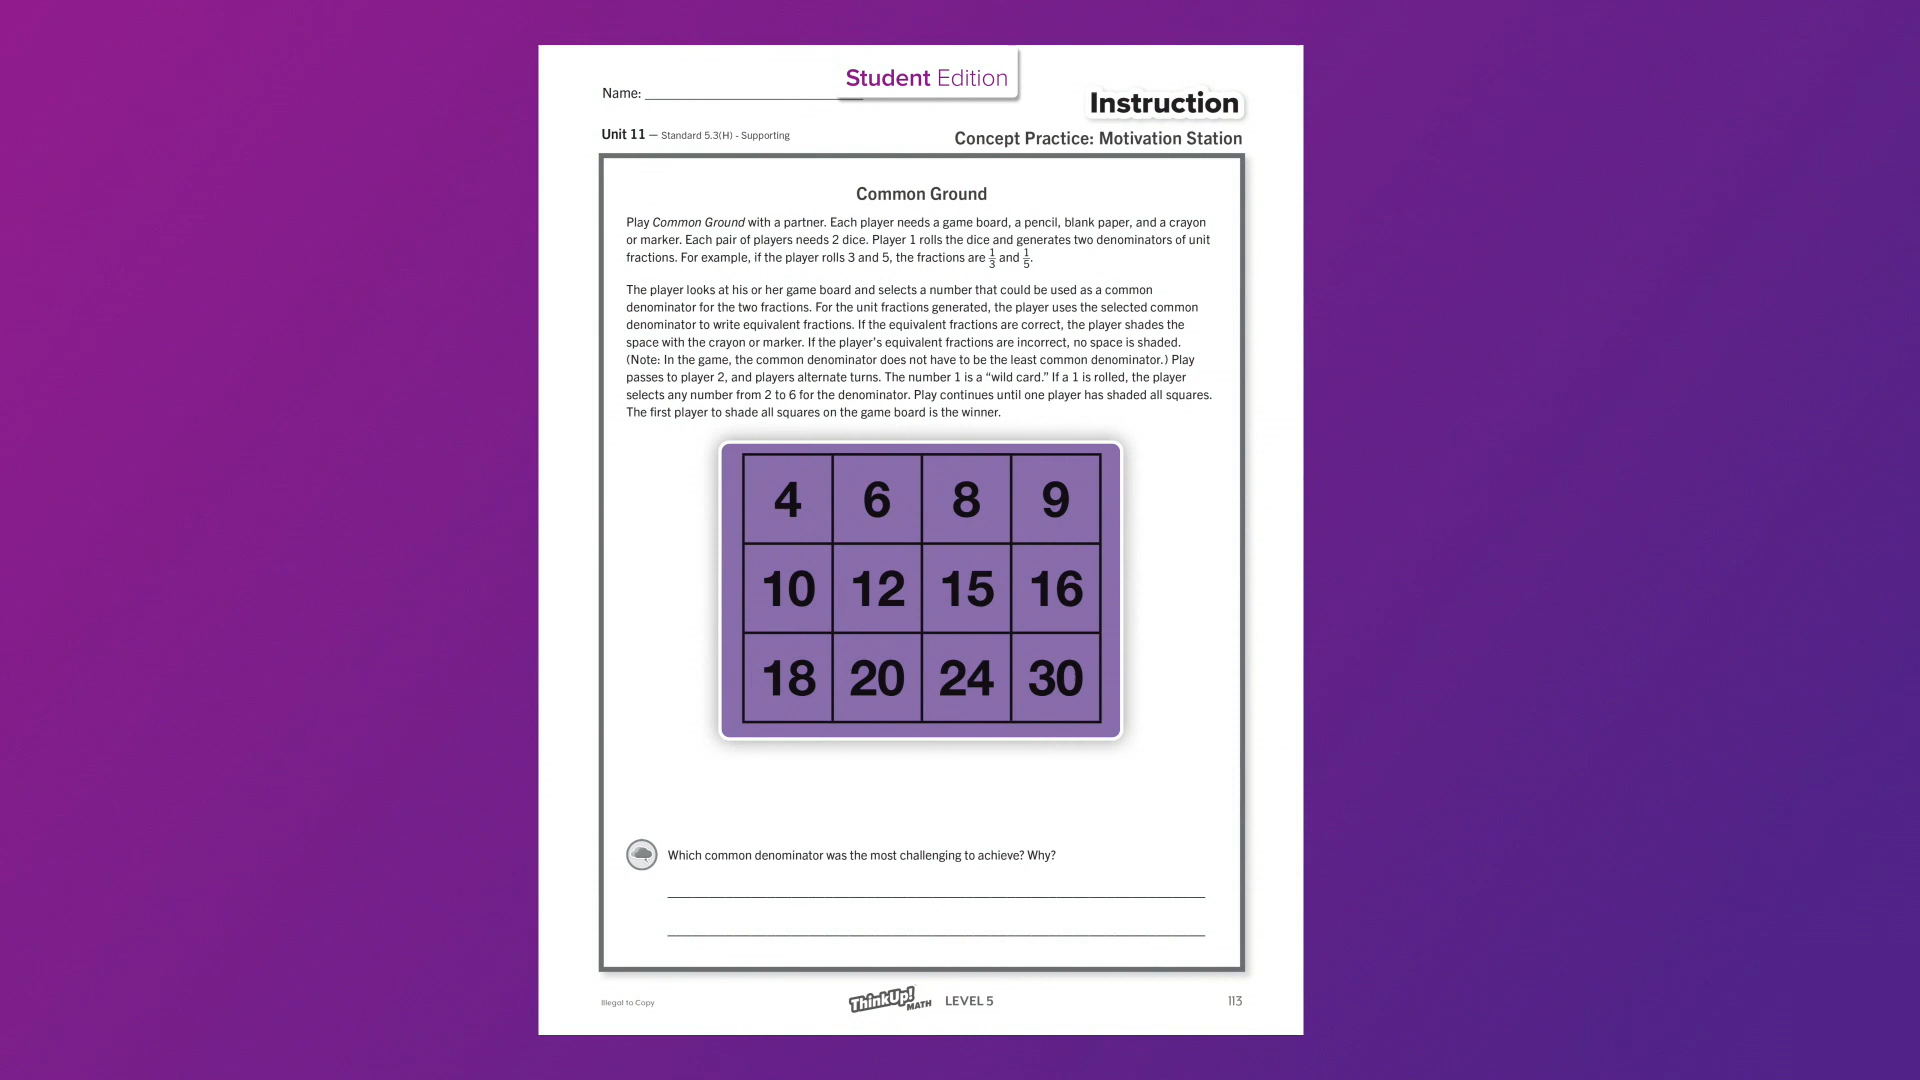 Student Edition
Name:
Instruction
Unit 11 — Standard 5.3(H) - Supporting
Concept Practice: Motivation Station
Common Ground
Play Common Ground with a partner. Each player needs a game board, a pencil, blank paper, and a crayon
or marker. Each pair of players needs 2 dice. Player 1 rolls the dice and generates two denominators of unit
fractions. For example, if the player rolls 3 and 5, the fractions are 1/3 and 1/5.
The player looks at his or her game board and selects a number that could be used as a common
denominator for the two fractions. For the unit fractions generated, the player uses the selected common
denominator to write equivalent fractions. If the equivalent fractions are correct, the player shades the
space with the crayon or marker. If the player’s equivalent fractions are incorrect, no space is shaded.
(Note: In the game, the common denominator does not have to be the least common denominator.) Play
passes to player 2, and players alternate turns. The number 1 is a “wild card.” If a 1 is rolled, the player
selects any number from 2 to 6 for the denominator. Play continues until one player has shaded all squares.
The first player to shade all squares on the game board is the winner.
4 6 8 9
10 12 15 16
18 20 24 30
Which common denominator was the most challenging to achieve? Why?
Illegal to Copy
ThinkUp! MATH LEVEL 5
113